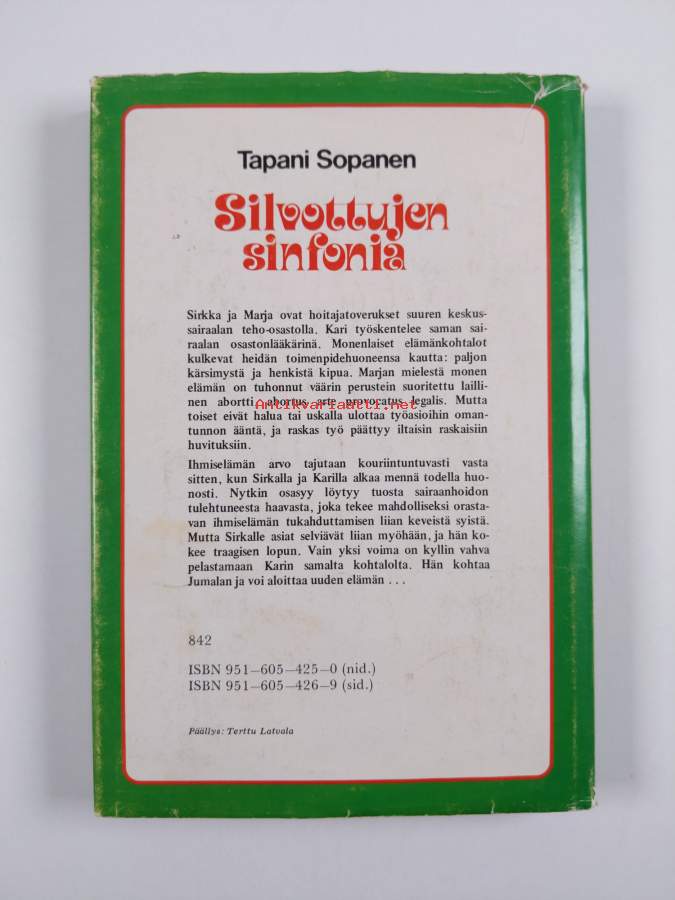 Tapani Sopanen
Silvottujen
sinfonia
Sirkka ja Marja ovat hoitajatoverukset suuren keskus-
sairaalan teho-osastolla. Kari työskentelee saman sai-
raalan osastonlääkärinä. Monenlaiset elämänkohtalot
kulkevat heidän toimenpidehuoneensa kautta: paljon
kärsimystä ja henkistä kipua. Marjan mielestä monen
elämän on tuhonnut väärin perustein suoritettu lailli-
nen abortti, abortus arte provocatus legalis. Mutta
Antikvariaatti.net
toiset eivät halua tai uskalla ulottaa työasioihin oman-
tunnon ääntä, ja raskas työ päättyy iltaisin raskaisiin
huvituksiin.
Ihmiselämän arvo tajutaan kouriintuntuvasti vasta
sitten, kun Sirkalla ja Karilla alkaa mennä todella huo-
nosti. Nytkin osasyy löytyy tuosta sairaanhoidon
tulehtuneesta haavasta, joka tekee mahdolliseksi orasta-
van ihmiselämän tukahduttamisen liian keveistä syistä.
Mutta Sirkalle asiat selviävät liian myöhään, ja hän ko-
kee traagisen lopun. Vain yksi voima on kyllin vahva
pelastamaan Karin samalta kohtalolta. Hän kohtaa
Jumalan ja voi aloittaa uuden elämän . . .
842
ISBN 951—605—425—0 (nid.)
ISBN 951—605—426—9 (sid.)
Päällys: Terttu Latvala